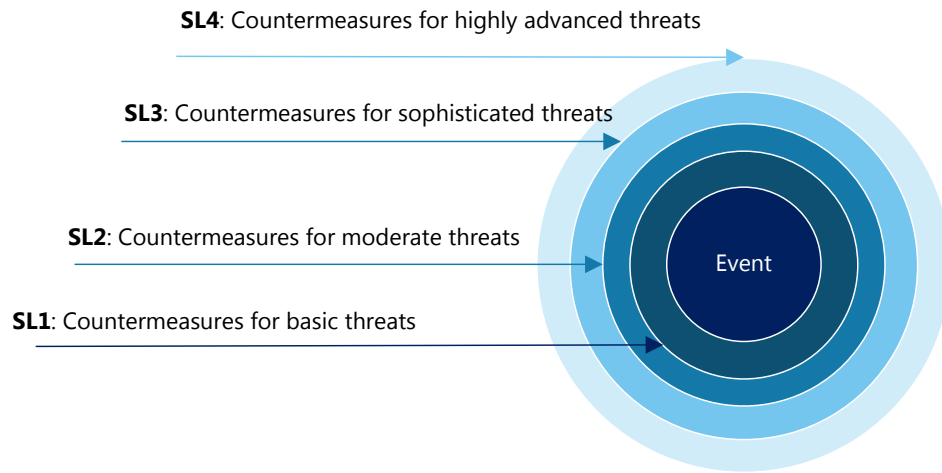 SL4: Countermeasures for highly advanced threats
SL3: Countermeasures for sophisticated threats
SL2: Countermeasures for moderate threats
Event
SL1: Countermeasures for basic threats